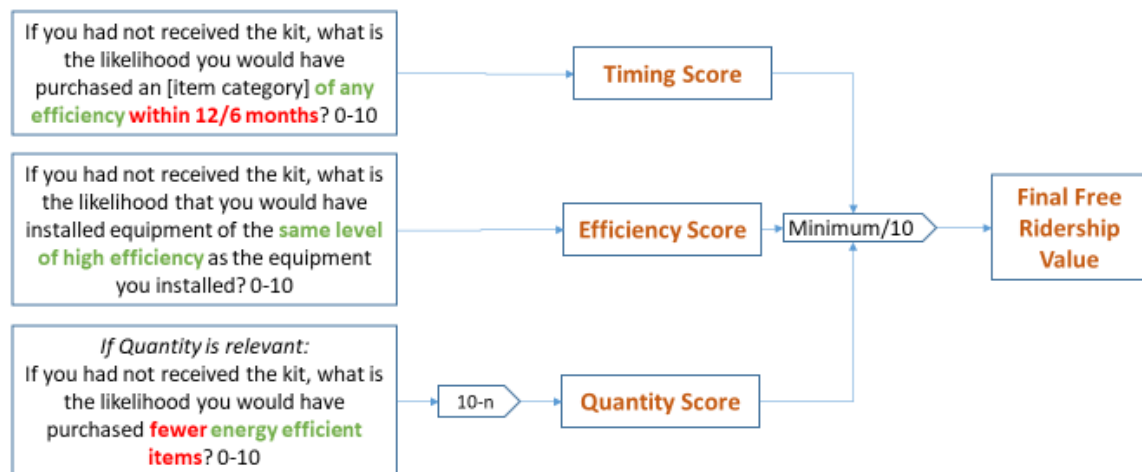 If you had not received the kit, what is
the likelihood you would have
purchased an [item category] of any
efficiency within 12/6 months? 0-10
Timing Score
If you had not received the kit, what is
the likelihood that you would have
installed equipment of the same level
of high efficiency as the equipment
you installed? 0-10
Efficiency Score
Minimum/10
Final Free
Ridership
Value
If Quantity is relevant:
If you had not received the kit, what is
the likelihood you would have
purchased fewer energy efficient
items? 0-10
10-n
Quantity Score